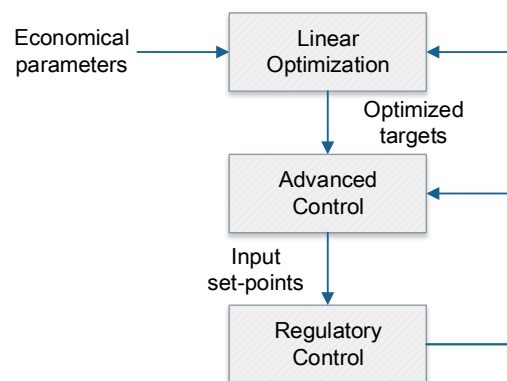 Economical
parameters
Linear
Optimization
Optimized
targets
Advanced
Control
Input
set-points
Regulatory
Control